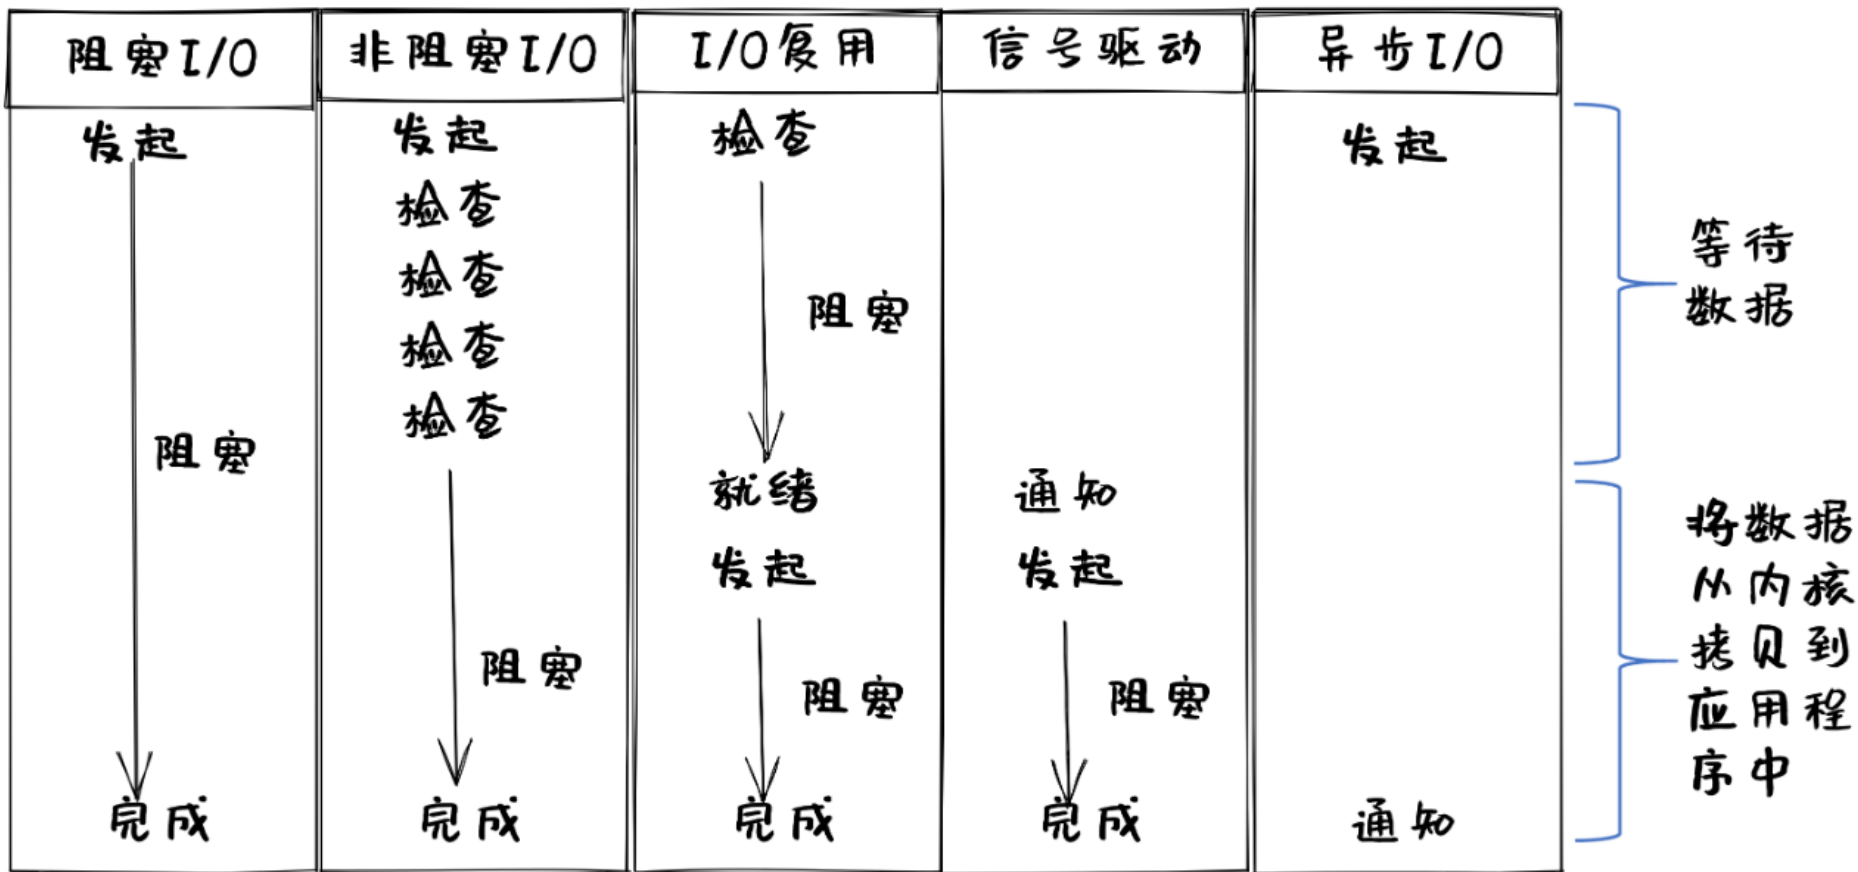 阻塞I/O
非阻塞I/O
I/O复用
信号驱动
异步I/O
发起
阻塞
完成
发起
检查
检查
检查
检查
阻塞
完成
检查
阻塞
就绪
发起
阻塞
完成
通知
发起
阻塞
完成
发起
通知
等待
数据
将数据
从内核
拷贝到
应用程
序中